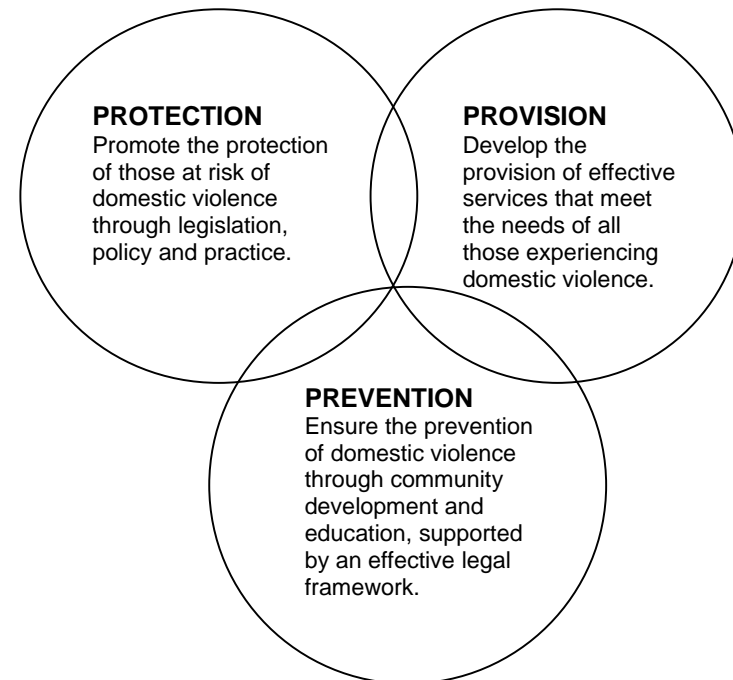 PROTECTION
Promote the protection
of those at risk of
domestic violence
through legislation,
policy and practice.
PROVISION
Develop the
provision of effective
services that meet
the needs of all
those experiencing
domestic violence.
PREVENTION
Ensure the prevention
of domestic violence
through community
development and
education, supported
by an effective legal
framework.